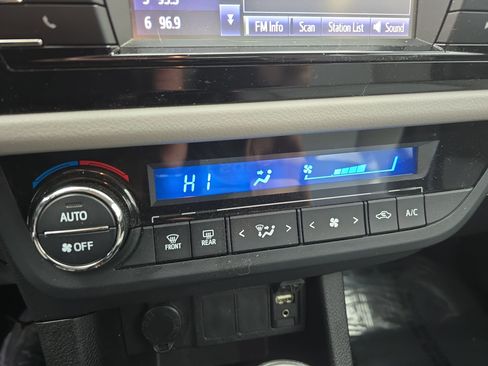 6 96.9
FM Info Scan Station List Sound
HI
AUTO
OFF
FRONT
REAR
A/C